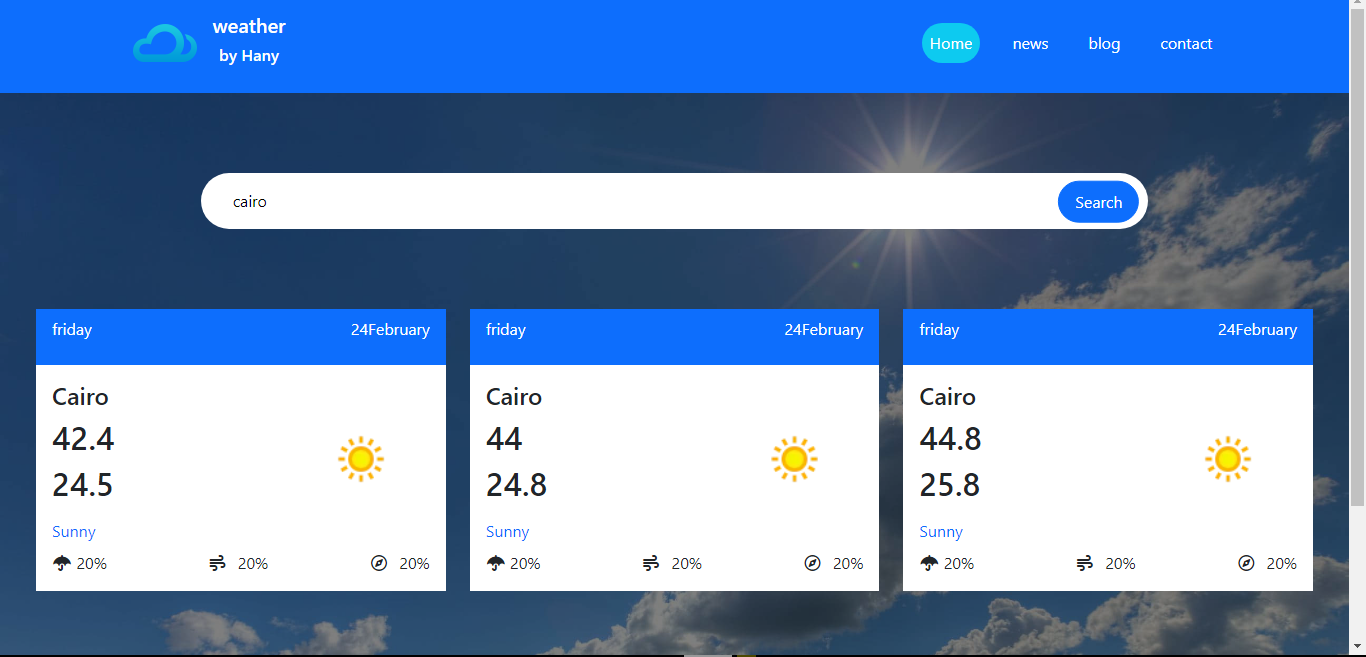 weather
by Hany
Home news blog contact
cairo
Search
friday 24February
Cairo
42.4
24.5
Sunny
20% 20% 20%
friday 24February
Cairo
44
24.8
Sunny
20% 20% 20%
friday 24February
Cairo
44.8
25.8
Sunny
20% 20% 20%